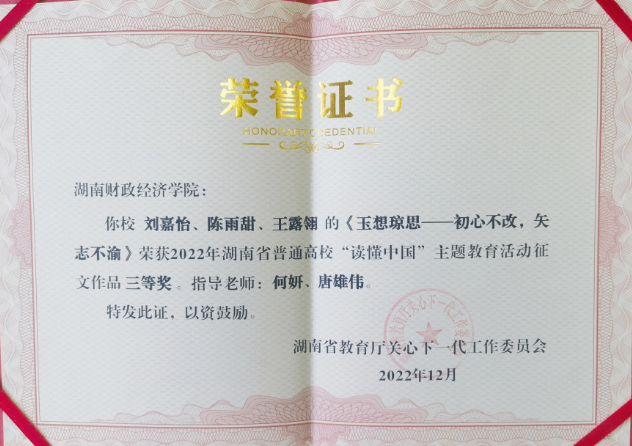 荣誉证书
HONORARY CREDENTIAL
湖南财政经济学院：
你校 刘嘉怡、陈雨甜、王露翎 的《玉想琼思——初心不改，矢
志不渝》荣获2022年湖南省普通高校“读懂中国”主题教育活动征
文作品 三等奖 。指导老师：何妍、唐雄伟。
特发此证，以资鼓励。
湖南省教育厅关心下一代工作委员会
2022年12月